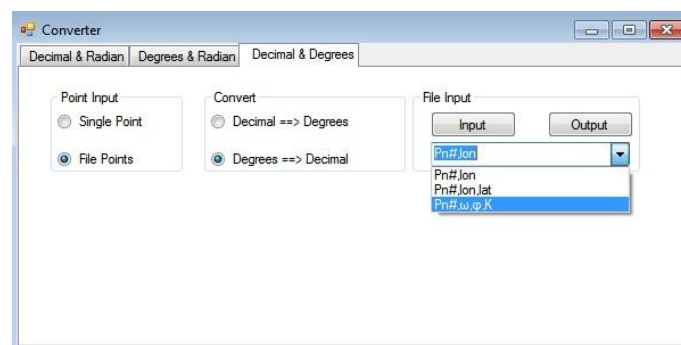 Converter
Decimal & Radian Degrees & Radian Decimal & Degrees
Point Input
Single Point
File Points
Convert
Decimal ==> Degrees
Degrees ==> Decimal
File Input
Input Output
Pn#,lon
Pn#,lon
Pn#,lon,lat
Pn#,ω,φ,K